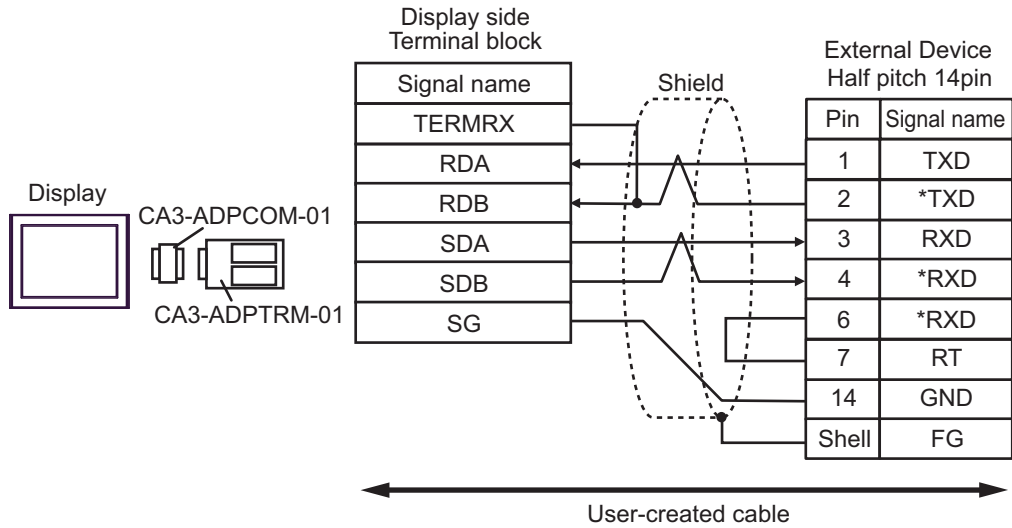 Display side
Terminal block
Signal name
TERMRX
RDA
RDB
SDA
SDB
SG
Shield
External Device
Half pitch 14pin
Pin Signal name
1 TXD
2 *TXD
3 RXD
4 *RXD
6 *RXD
7 RT
14 GND
Shell FG
Display
CA3-ADPCOM-01
CA3-ADPTRM-01
User-created cable